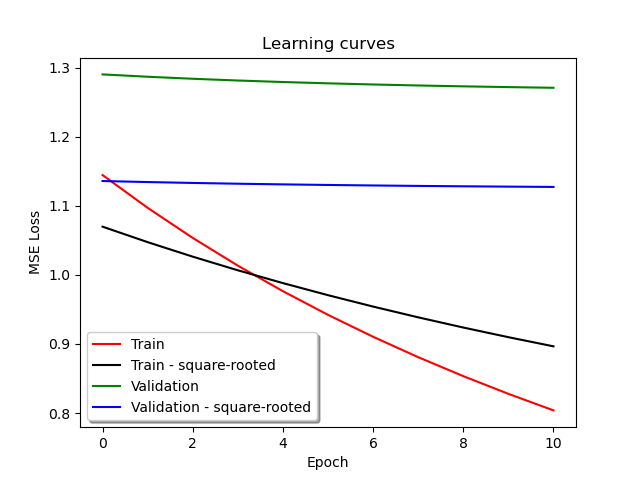 Learning curves
1.3
1.2
1.1
1.0
0.9
0.8
MSE Loss
Train
Train - square-rooted
Validation
Validation - square-rooted
0 2 4 6 8 10
Epoch